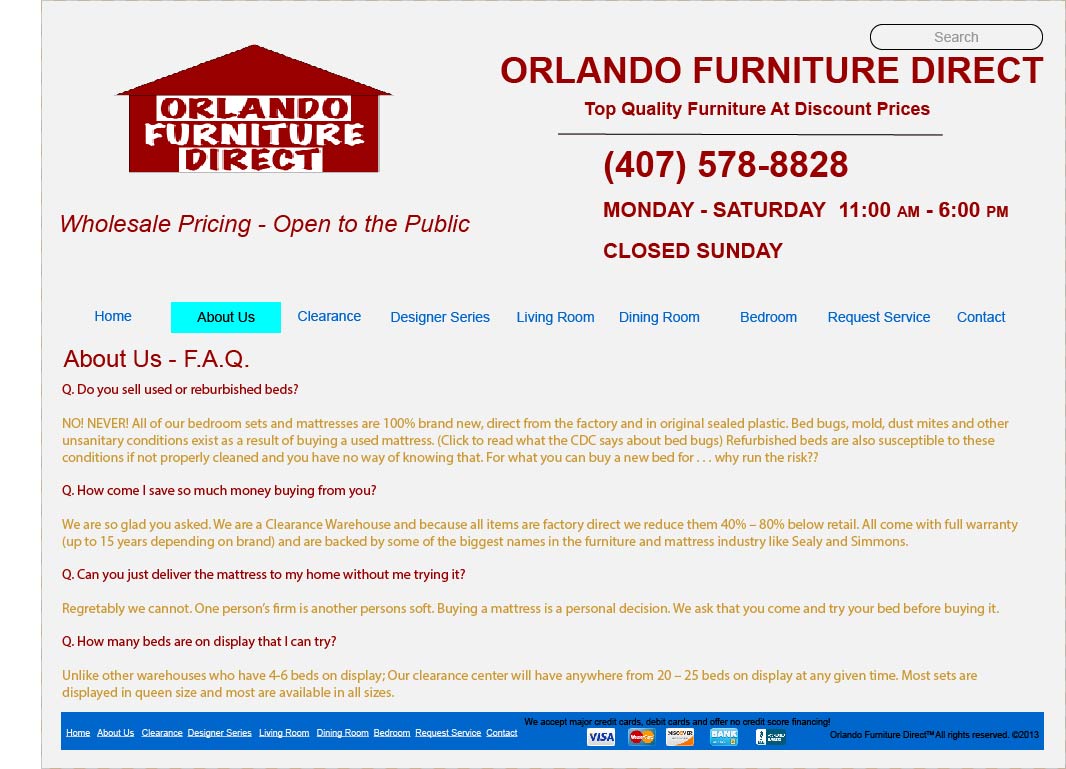 Search
ORLANDO FURNITURE DIRECT
Top Quality Furniture At Discount Prices
ORLANDO
FURNITURE
DIRECT
(407) 578-8828
Wholesale Pricing - Open to the Public
MONDAY - SATURDAY 11:00 AM - 6:00 PM
CLOSED SUNDAY
Home About Us Clearance Designer Series Living Room Dining Room Bedroom Request Service Contact
About Us - F.A.Q.
Q. Do you sell used or reburbished beds?
NO! NEVER! All of our bedroom sets and mattresses are 100% brand new, direct from the factory and in original sealed plastic. Bed bugs, mold, dust mites and other
unsanitary conditions exist as a result of buying a used mattress. (Click to read what the CDC says about bed bugs) Refurbished beds are also susceptible to these
conditions if not properly cleaned and you have no way of knowing that. For what you can buy a new bed for . . . why run the risk??
Q. How come I save so much money buying from you?
We are so glad you asked. We are a Clearance Warehouse and because all items are factory direct we reduce them 40% – 80% below retail. All come with full warranty
(up to 15 years depending on brand) and are backed by some of the biggest names in the furniture and mattress industry like Sealy and Simmons.
Q. Can you just deliver the mattress to my home without me trying it?
Regretably we cannot. One person's firm is another persons soft. Buying a mattress is a personal decision. We ask that you come and try your bed before buying it.
Q. How many beds are on display that I can try?
Unlike other warehouses who have 4-6 beds on display; Our clearance center will have anywhere from 20 – 25 beds on display at any given time. Most sets are
displayed in queen size and most are available in all sizes.
We accept major credit cards, debit cards and offer no credit score financing!
Home About Us Clearance Designer Series Living Room Dining Room Bedroom Request Service Contact
VISA MasterCard DISCOVER BANK BBB
Orlando Furniture Direct™All rights reserved. ©2013